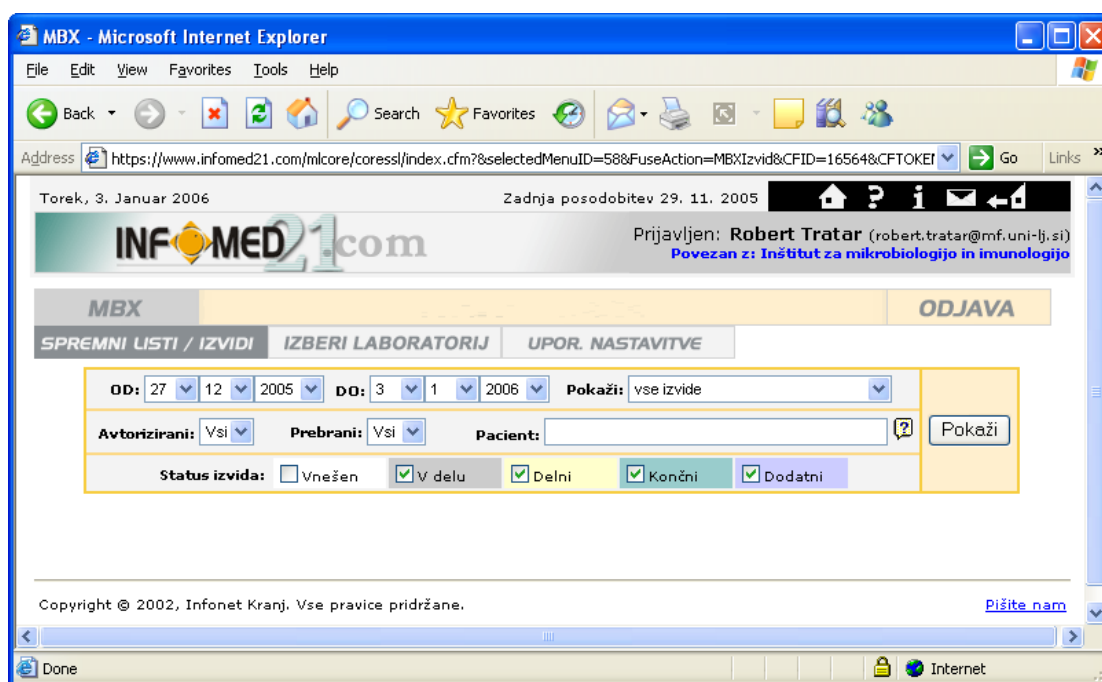 MBX - Microsoft Internet Explorer
File Edit View Favorites Tools Help
Back Search Favorites
Address https://www.infomed21.com/mlcore/coressl/index.cfm?&selectedMenuID=58&FuseAction=MBXIzvid&CFID=16564&CFTOKEN Go Links »
Torek, 3. Januar 2006 Zadnja posodobitev 29. 11. 2005
INFOMED21.com
Prijavljen: Robert Tratar (robert.tratar@mf.uni-lj.si)
Povezan z: Inštitut za mikrobiologijo in imunologijo
MBX ODJAVA
SPREMNI LISTI / IZVIDI IZBERI LABORATORIJ UPOR. NASTAVITVE
OD: 27 12 2005 DO: 3 1 2006 Pokaži: vse izvide
Avtorizirani: Vsi Prebrani: Vsi Pacient: ? Pokaži
Status izvida: Vnešen V delu Delni Končni Dodatni
Copyright © 2002, Infonet Kranj. Vse pravice pridržane. Pišite nam
Done Internet